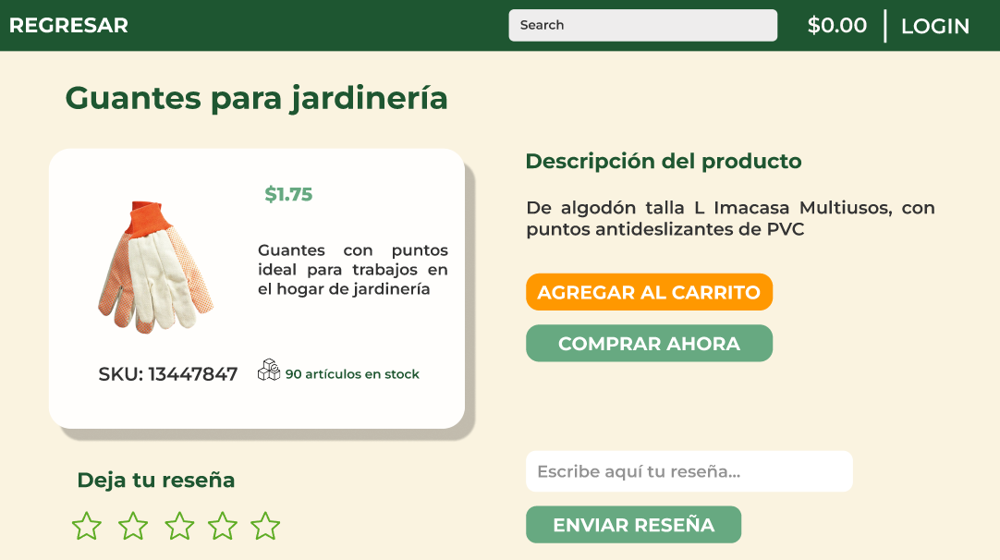 REGRESAR
Search
$0.00
LOGIN
Guantes para jardinería
$1.75
Guantes con puntos
ideal para trabajos en
el hogar de jardinería
SKU: 13447847
90 artículos en stock
Descripción del producto
De algodón talla L Imacasa Multiusos, con
puntos antideslizantes de PVC
AGREGAR AL CARRITO
COMPRAR AHORA
Deja tu reseña
Escribe aquí tu reseña...
ENVIAR RESEÑA